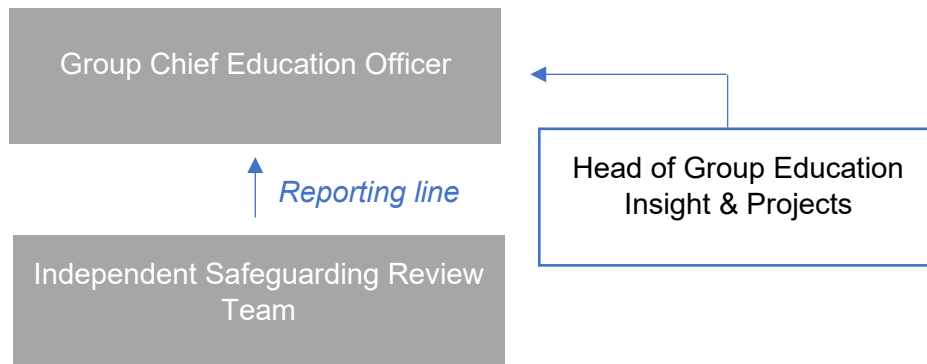 Group Chief Education Officer
Head of Group Education
Insight & Projects
Reporting line
Independent Safeguarding Review
Team